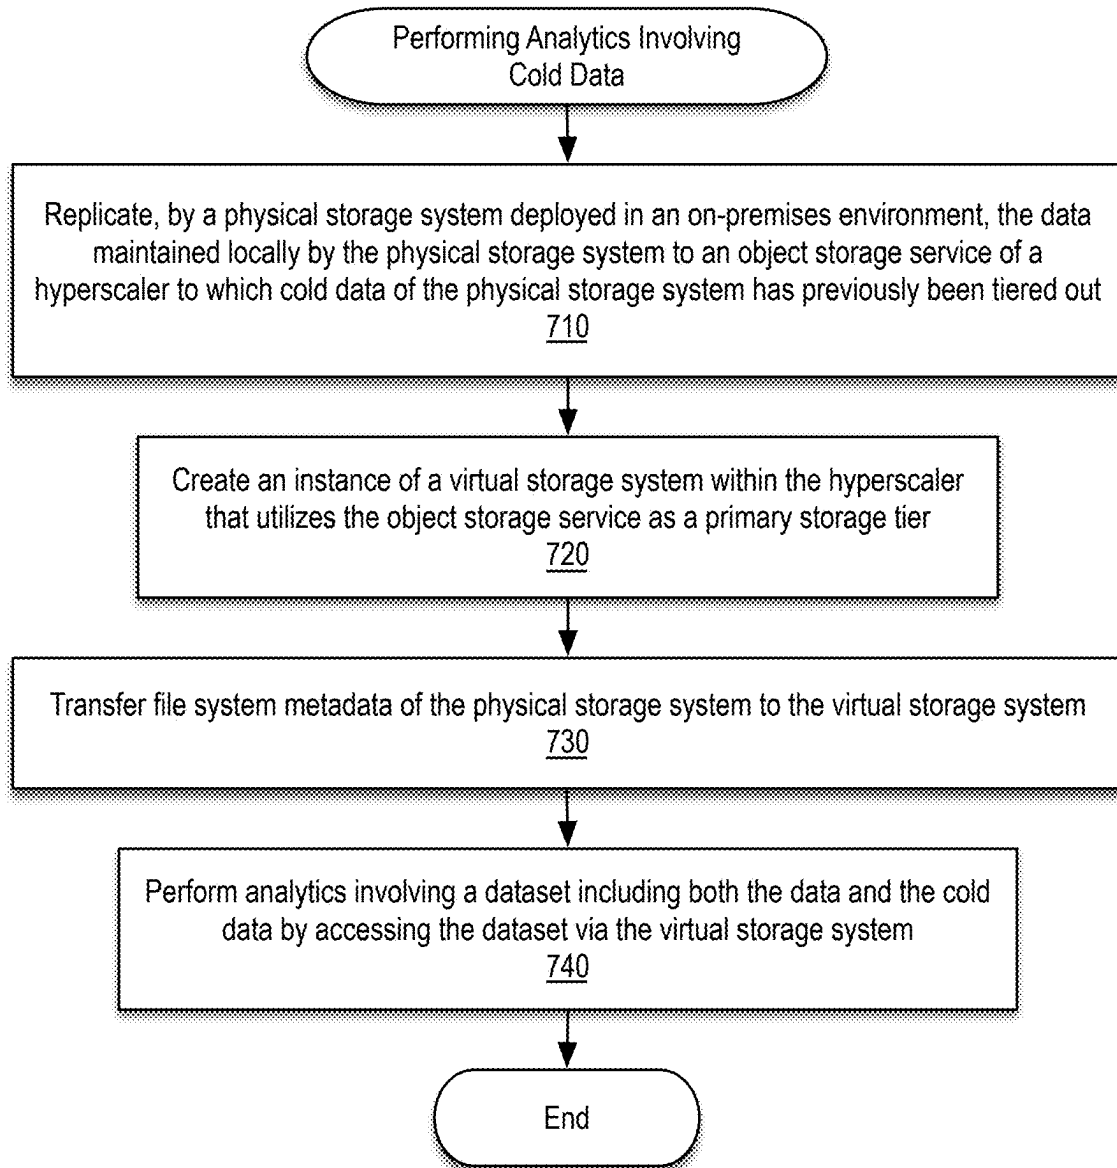 Performing Analytics Involving
Cold Data
Replicate, by a physical storage system deployed in an on-premises environment, the data
maintained locally by the physical storage system to an object storage service of a
hyperscaler to which cold data of the physical storage system has previously been tiered out
710
Create an instance of a virtual storage system within the hyperscaler
that utilizes the object storage service as a primary storage tier
720
Transfer file system metadata of the physical storage system to the virtual storage system
730
Perform analytics involving a dataset including both the data and the cold
data by accessing the dataset via the virtual storage system
740
End